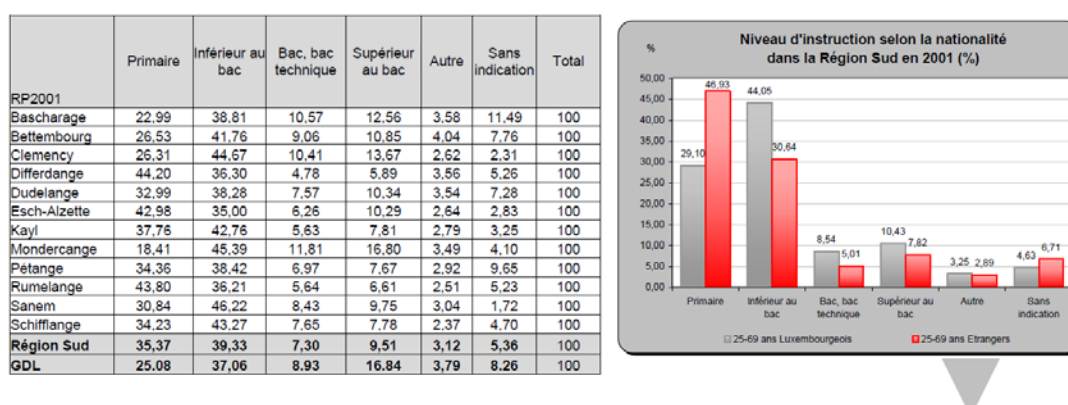 Primaire Inférieur au bac Bac, bac technique Supérieur au bac Autre Sans indication Total
RP2001
Bascharage 22,99 38,81 10,57 12,56 3,58 11,49 100
Bettembourg 26,53 41,76 9,06 10,85 4,04 7,76 100
Clemency 26,31 44,67 10,41 13,67 2,62 2,31 100
Differdange 44,20 36,30 4,78 5,89 3,56 5,26 100
Dudelange 32,99 38,28 7,57 10,34 3,54 7,28 100
Esch-Alzette 42,98 35,00 6,26 10,29 2,64 2,83 100
Kayl 37,76 42,76 5,63 7,81 2,79 3,25 100
Mondercange 18,41 45,39 11,81 16,80 3,49 4,10 100
Pétange 34,36 38,42 6,97 7,67 2,92 9,65 100
Rumelange 43,80 36,21 5,64 6,61 2,51 5,23 100
Sanem 30,84 46,22 8,43 9,75 3,04 1,72 100
Schifflange 34,23 43,27 7,65 7,78 2,37 4,70 100
Région Sud 35,37 39,33 7,30 9,51 3,12 5,36 100
GDL 25.08 37,06 8.93 16.84 3,79 8.26 100
Niveau d'instruction selon la nationalité
dans la Région Sud en 2001 (%)
%
50,00
45,00
40,00
35,00
30,00
25,00
20,00
15,00
10,00
5,00
0,00
29,10 46,93 44,05 30,64 8,54 5,01 10,43 7,82 3,25 2,89 4,63 6,71
Primaire Inférieur au bac Bac, bac technique Supérieur au bac Autre Sans indication
25-69 ans Luxembourgeois 25-69 ans Etrangers